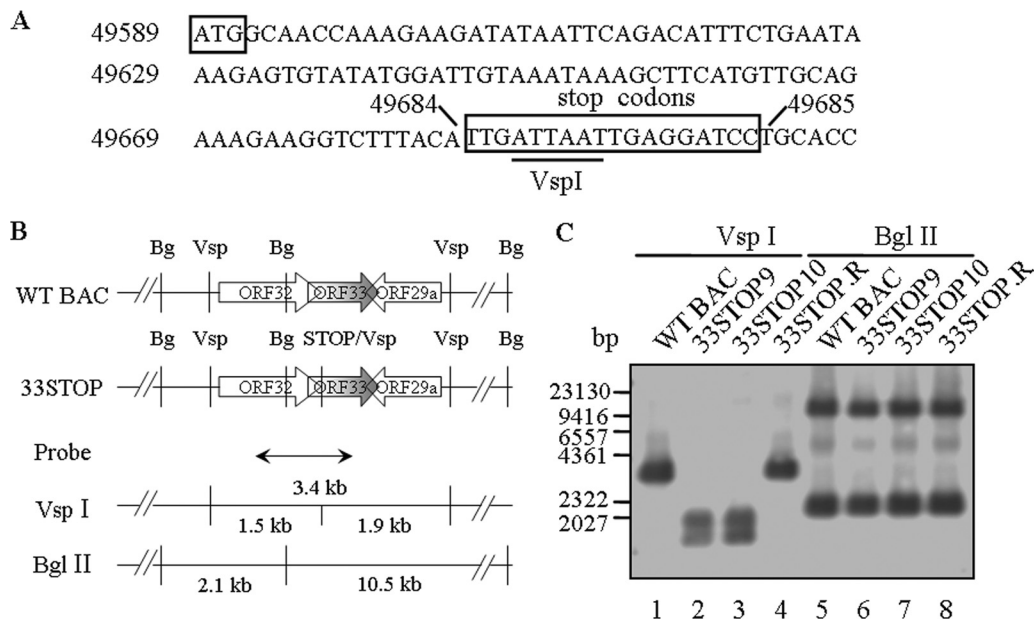 A
49589 ATGGCAACCAAAGAAGATATAATTCAGACATTTCTGAATA
49629 AAGAGTGTATATGGATTGTAAATAAAGCTTCATGTTGCAG
49684 stop codons 49685
49669 AAAGAAGGTCTTTACA TTGATTAATTGAGGATCC TGCACC
VspI
B
Bg Vsp Bg Vsp Bg
WT BAC ORF32 ORF33 ORF29a
Bg Vsp Bg STOP/Vsp Vsp Bg
33STOP ORF32 ORF33 ORF29a
Probe
3.4 kb
Vsp I
1.5 kb 1.9 kb
Bgl II
2.1 kb 10.5 kb
C
Vsp I Bgl II
WT BAC 33STOP9 33STOP10 33STOP.R WT BAC 33STOP9 33STOP10 33STOP.R
bp
23130
9416
6557
4361
2322
2027
1 2 3 4 5 6 7 8